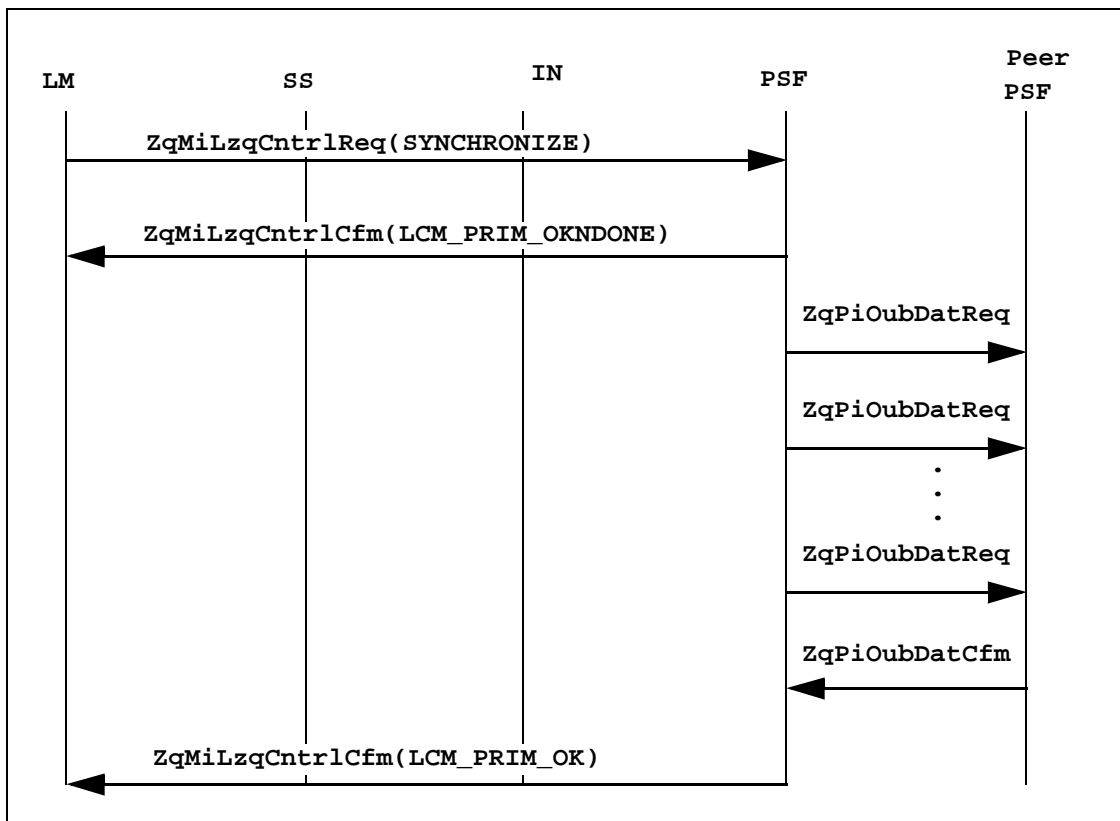 LM
SS
IN
PSF
Peer
PSF
ZqMiLzqCntrlReq(SYNCHRONIZE)
ZqMiLzqCntrlCfm(LCM_PRIM_OKNDONE)
ZqPiOubDatReq
ZqPiOubDatReq
.
.
.
ZqPiOubDatReq
ZqPiOubDatCfm
ZqMiLzqCntrlCfm(LCM_PRIM_OK)